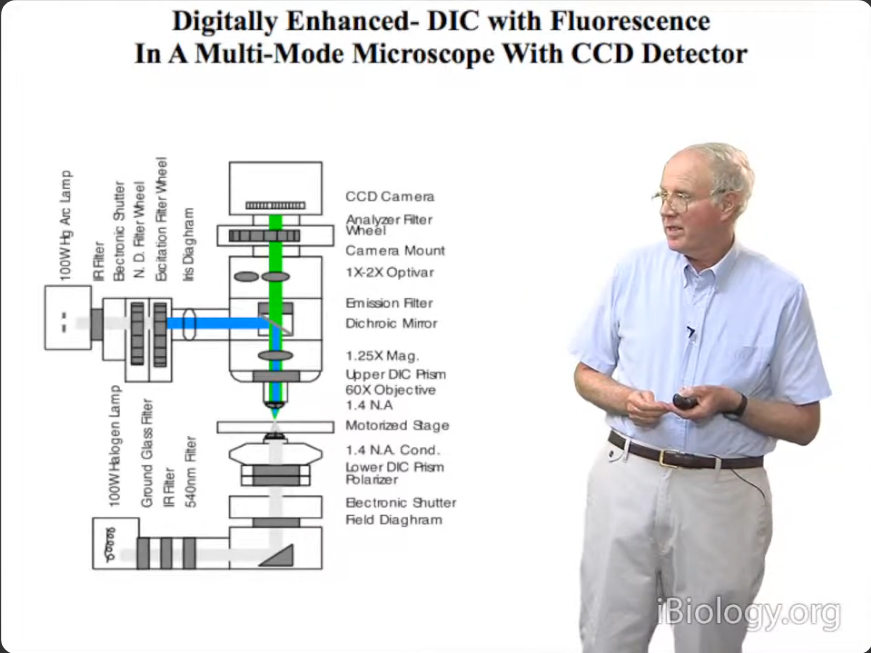 Digitally Enhanced- DIC with Fluorescence
In A Multi-Mode Microscope With CCD Detector
100W Hg Arc Lamp
IR Filter
Electronic Shutter
N. D. Filter Wheel
Excitation Filter Wheel
Iris Diaghram
CCD Camera
Analyzer Filter
Wheel
Camera Mount
1X-2X Optivar
Emission Filter
Dichroic Mirror
1.25X Mag.
Upper DIC Prism
60X Objective
1.4 N.A
Motorized Stage
1.4 N.A. Cond.
Lower DIC Prism
Polarizer
Electronic Shutter
Field Diaghram
100W Halogen Lamp
Ground Glass Filter
IR Filter
540nm Filter
iBiology.org